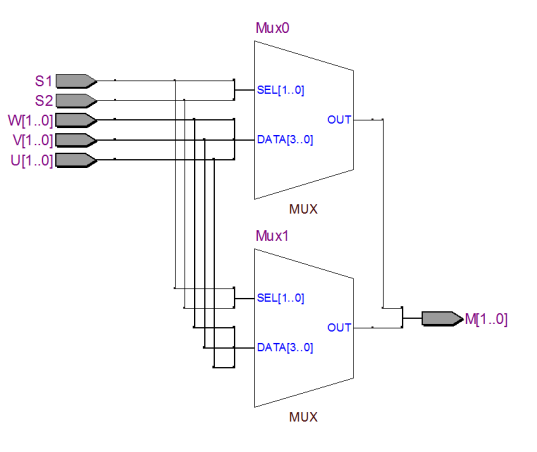 Mux0
S1
SEL[1..0]
S2
W[1..0]
OUT
V[1..0]
DATA[3..0]
U[1..0]
MUX
Mux1
SEL[1..0]
M[1..0]
OUT
DATA[3..0]
MUX